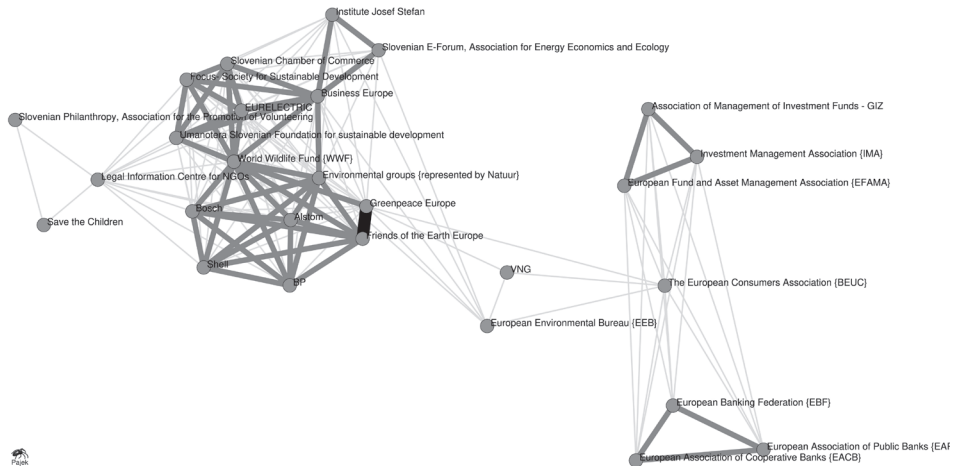 Institute Josef Stefan
Slovenian E-Forum, Association for Energy Economics and Ecology
Slovenian Chamber of Commerce
Focus- Society for Sustainable Development
Business Europe
EURELECTRIC
Slovenian Philanthropy, Association for the Promotion of Volunteering
Umanotera Slovenian Foundation for sustainable development
World Wildlife Fund {WWF}
Legal Information Centre for NGOs
Environmental groups {represented by Natuur}
Greenpeace Europe
Bosch
Alstom
Save the Children
Friends of the Earth Europe
Shell
BP
VNG
European Environmental Bureau {EEB}
Association of Management of Investment Funds - GIZ
Investment Management Association {IMA}
European Fund and Asset Management Association {EFAMA}
The European Consumers Association {BEUC}
European Banking Federation {EBF}
European Association of Public Banks {EAF
European Association of Cooperative Banks {EACB}
Pajek